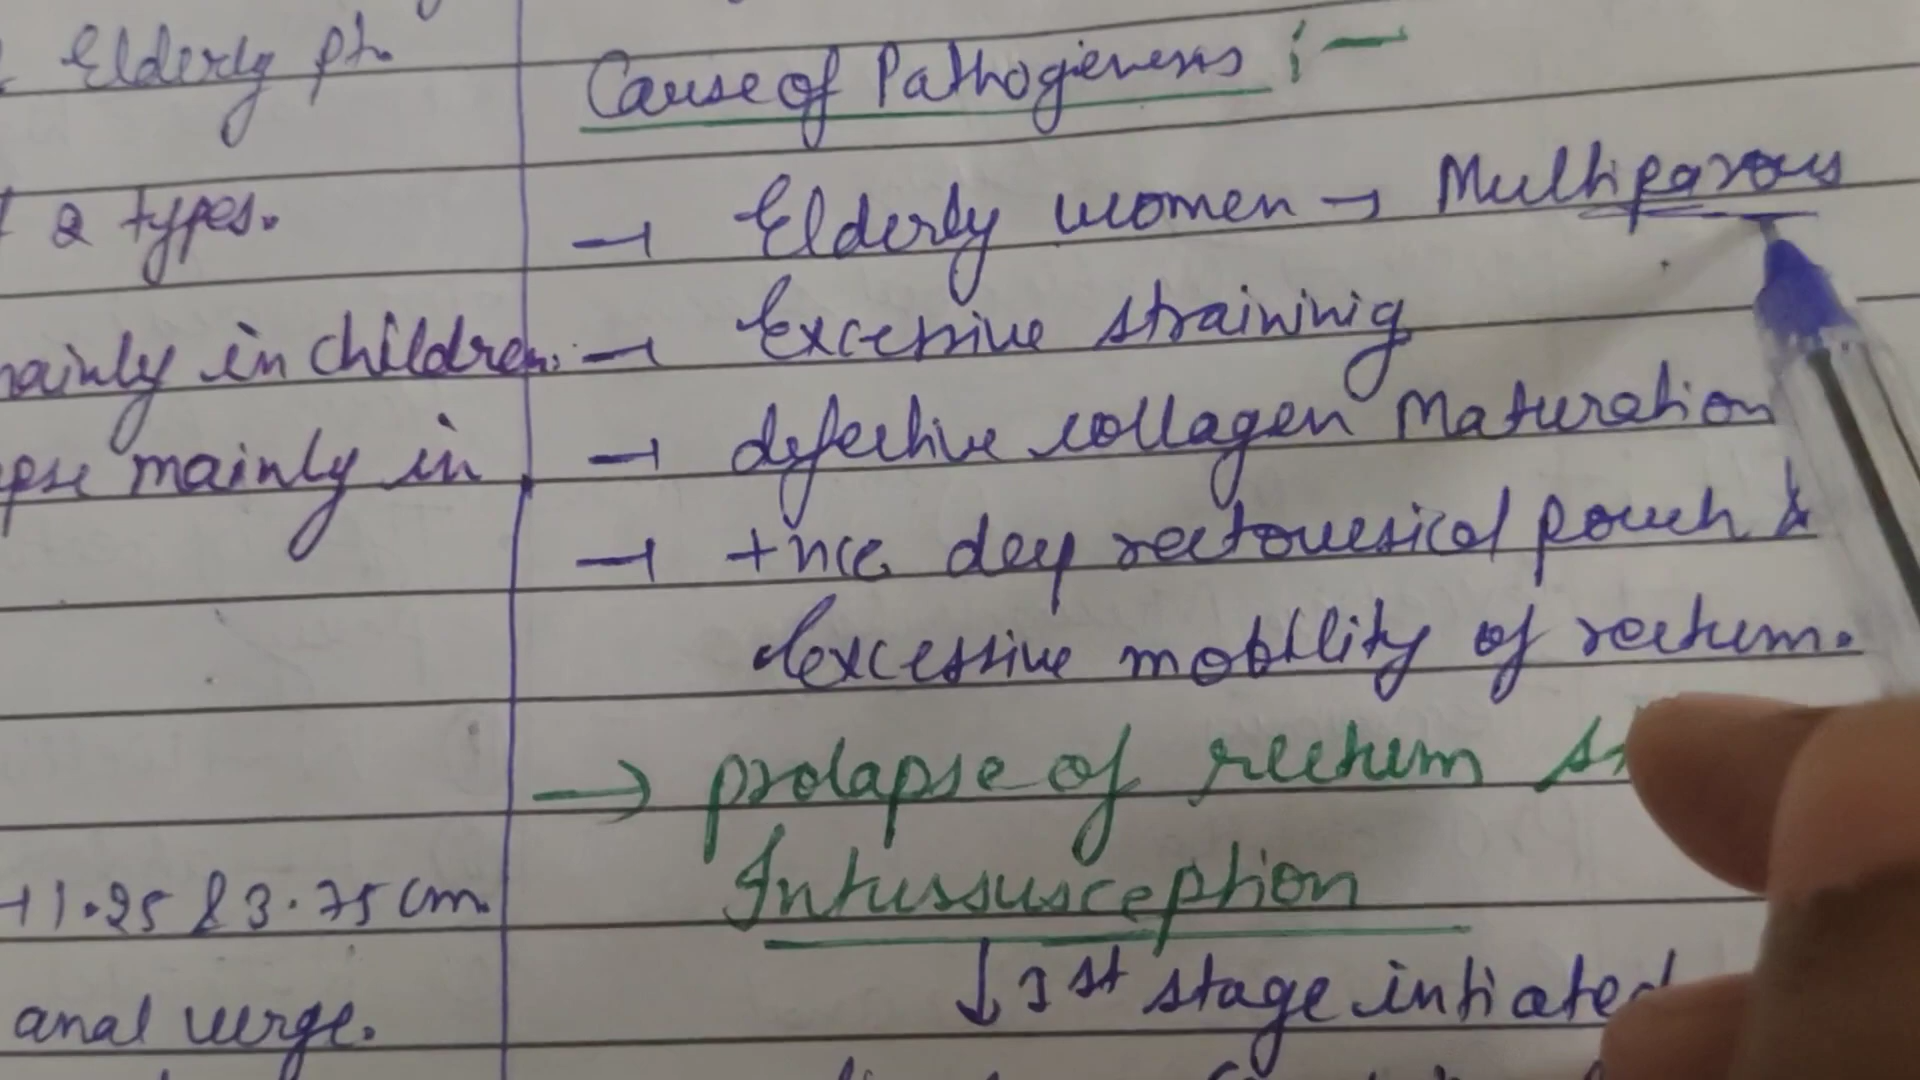 Elderly pt.
2 types.
mainly in children.
mainly in
1.25 & 3.75 cm.
anal verge.
Cause of Pathogenesis :-
→ Elderly women → Multiparous
→ Excessive straining
→ defective collagen Maturation
→ +nce deep rectovesical pouch &
Excessive mobility of rectum.
→ prolapse of rectum
Intussusception
↓ 1st stage intiated